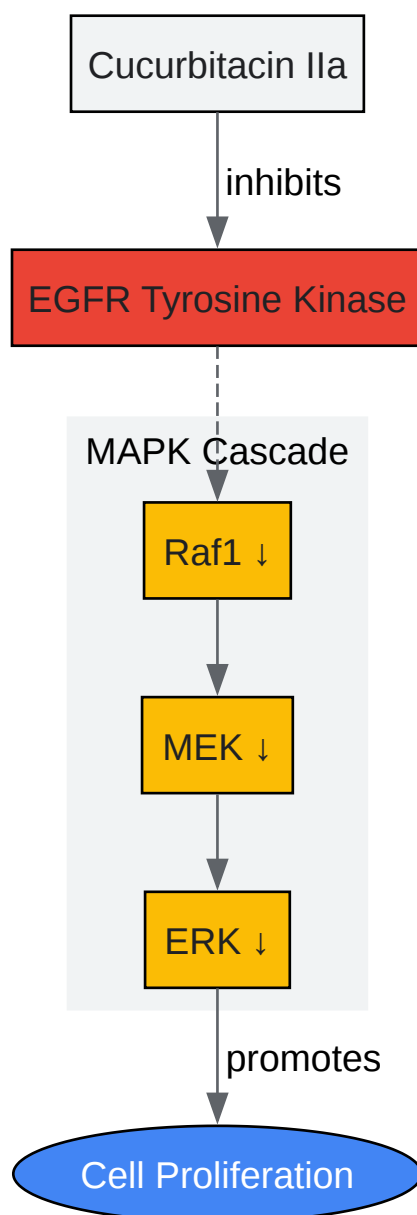 Cucurbitacin IIa
inhibits
EGFR Tyrosine Kinase
MAPK Cascade
Raf1 ↓
MEK ↓
ERK ↓
promotes
Cell Proliferation